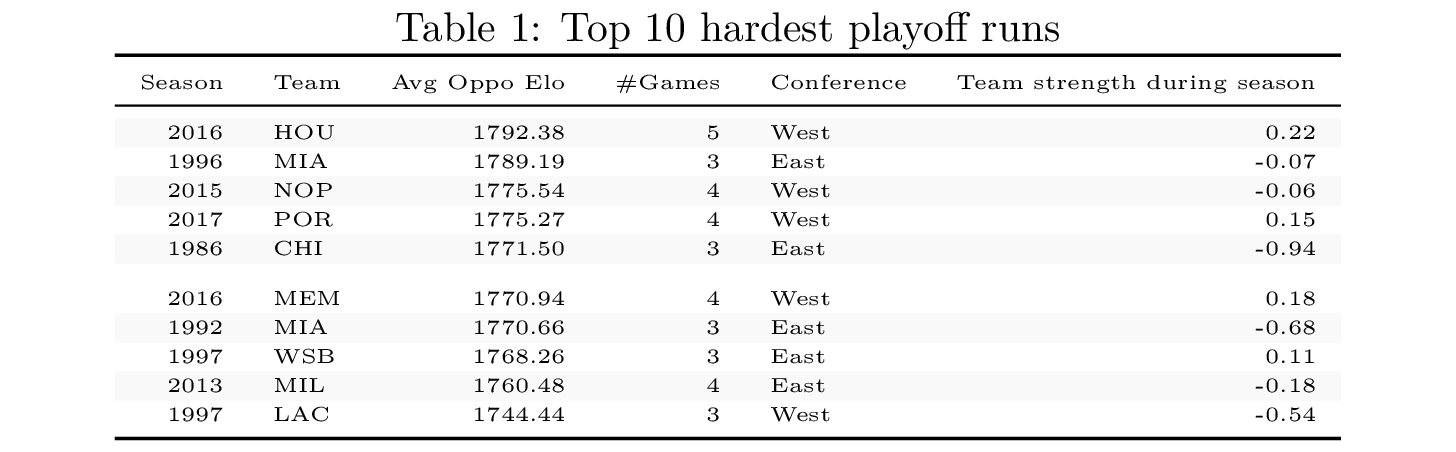 Table 1: Top 10 hardest playoff runs
Season Team Avg Oppo Elo #Games Conference Team strength during season
2016 HOU 1792.38 5 West 0.22
1996 MIA 1789.19 3 East -0.07
2015 NOP 1775.54 4 West -0.06
2017 POR 1775.27 4 West 0.15
1986 CHI 1771.50 3 East -0.94
2016 MEM 1770.94 4 West 0.18
1992 MIA 1770.66 3 East -0.68
1997 WSB 1768.26 3 East 0.11
2013 MIL 1760.48 4 East -0.18
1997 LAC 1744.44 3 West -0.54